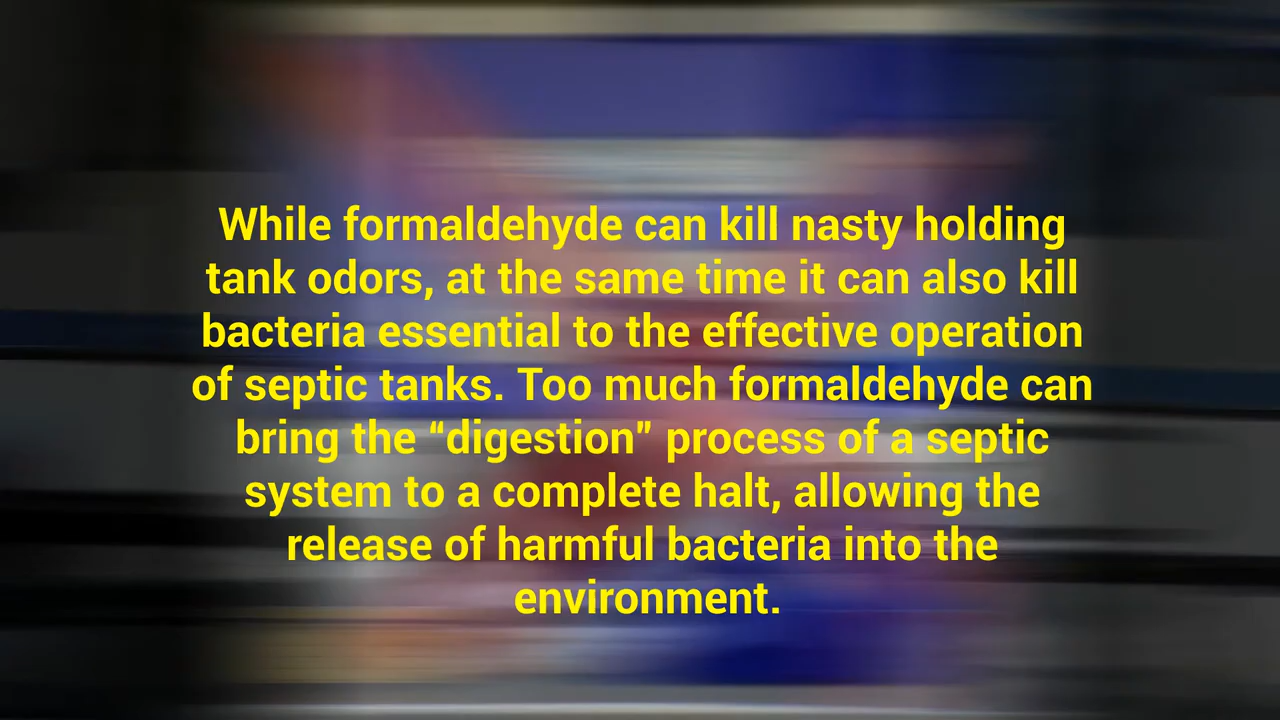 While formaldehyde can kill nasty holding
tank odors, at the same time it can also kill
bacteria essential to the effective operation
of septic tanks. Too much formaldehyde can
bring the “digestion” process of a septic
system to a complete halt, allowing the
release of harmful bacteria into the
environment.